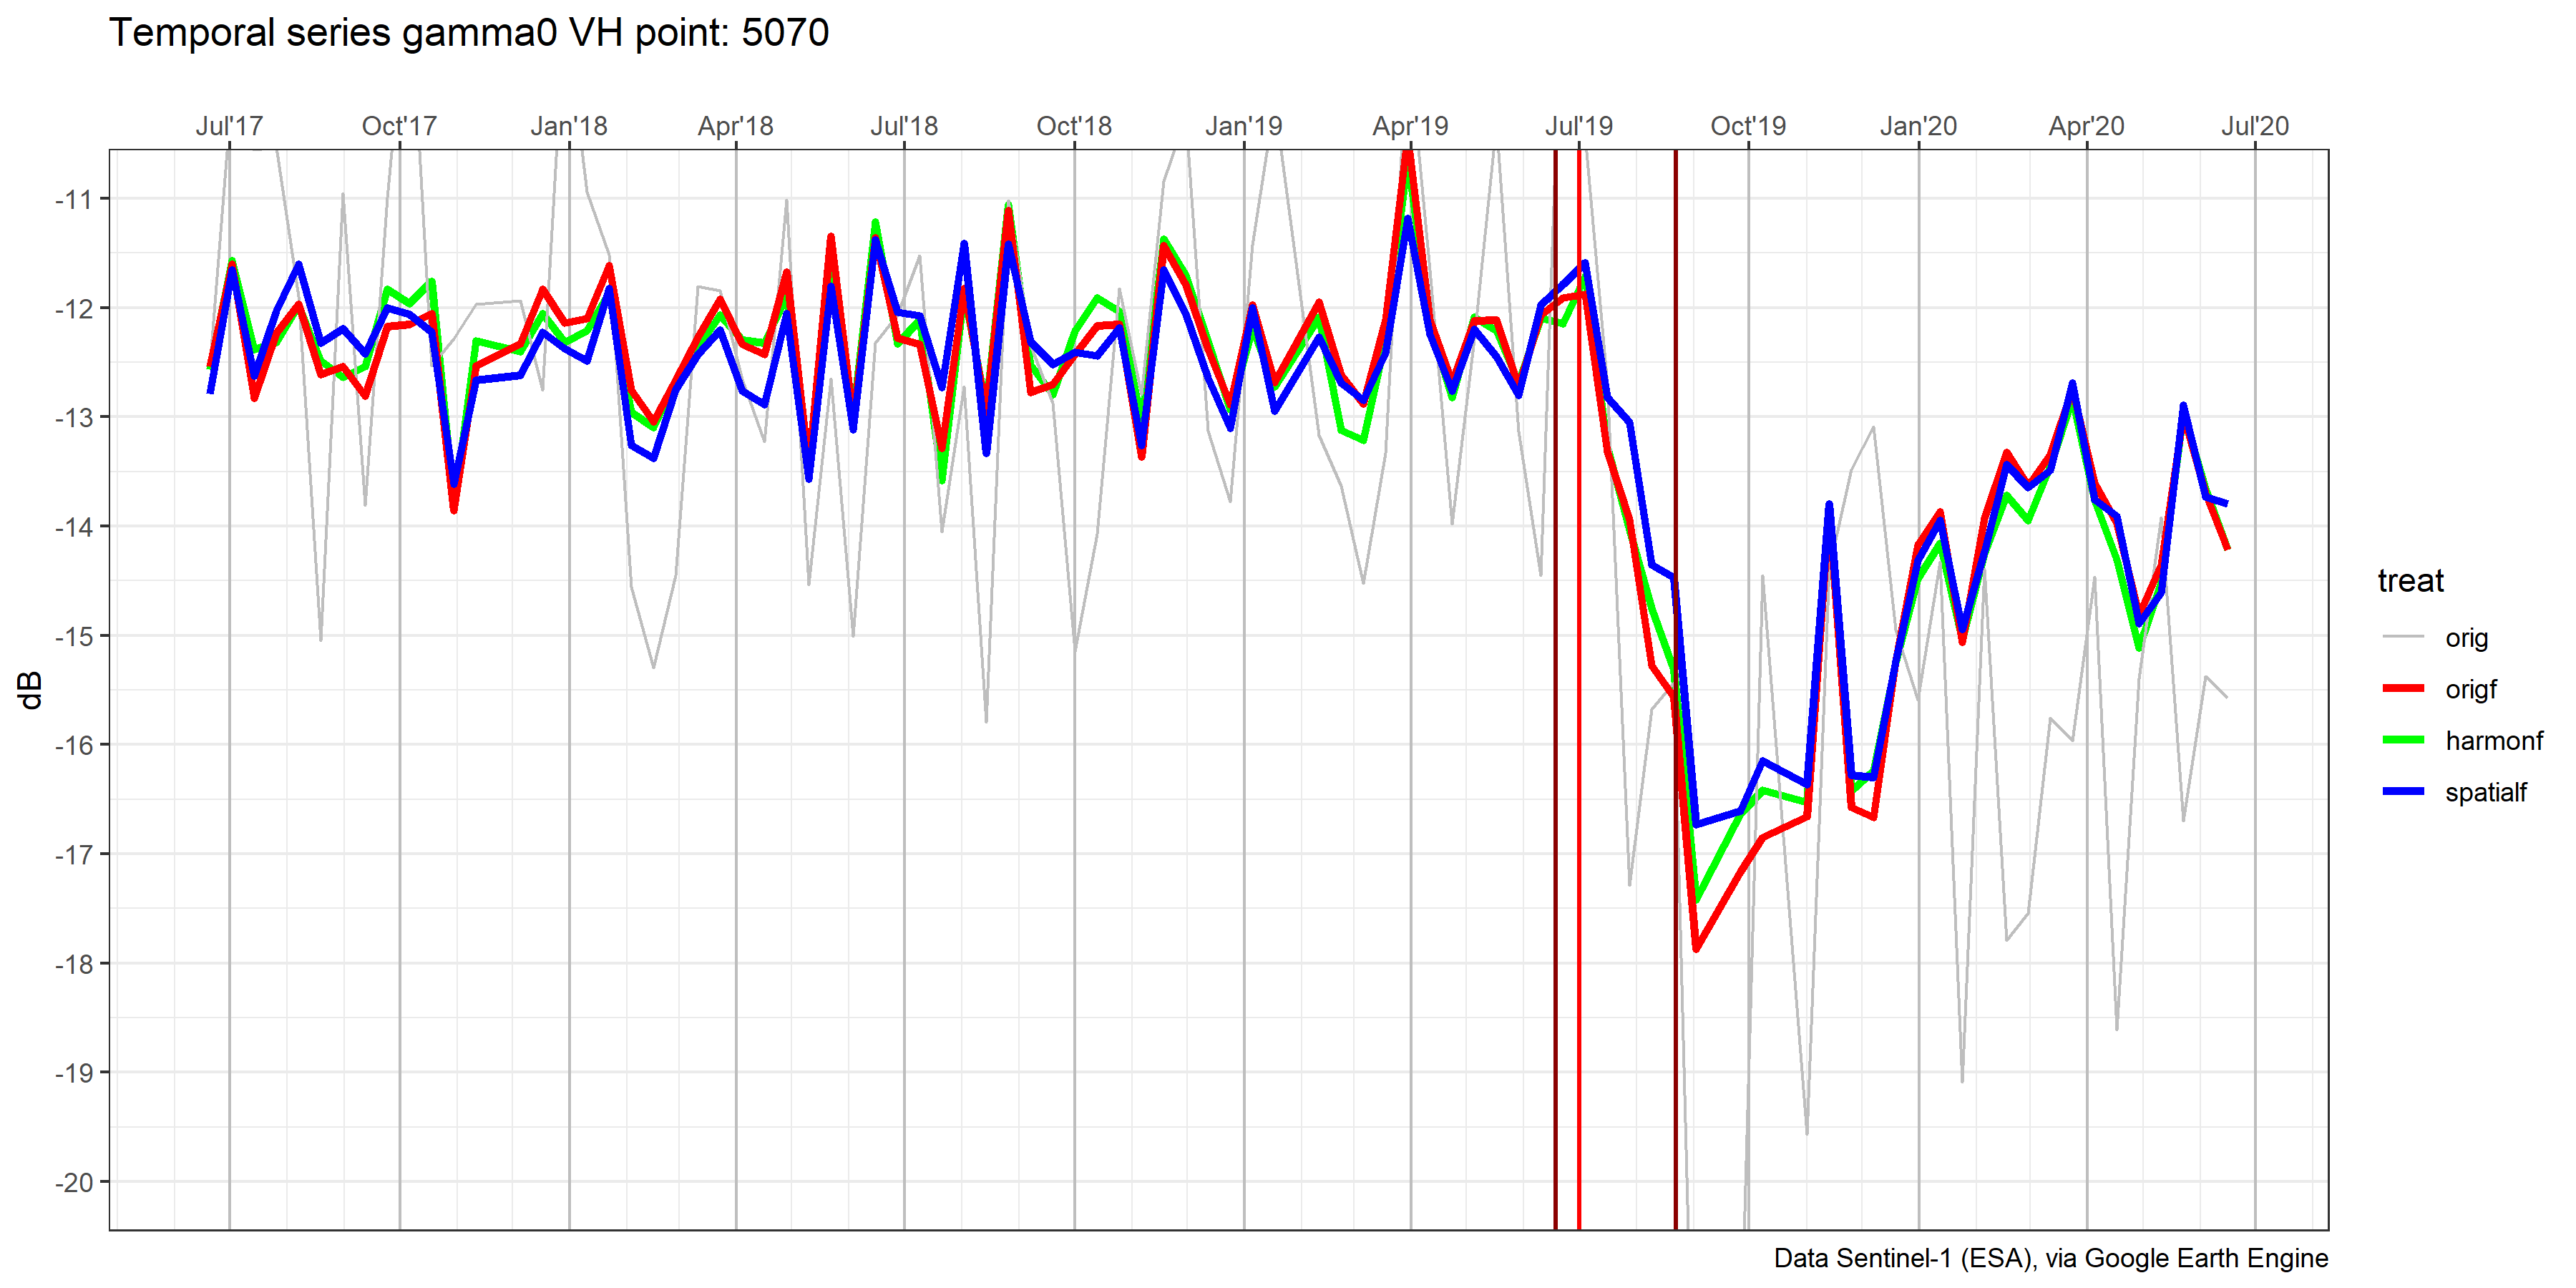 Temporal series gamma0 VH point: 5070
Jul'17 Oct'17 Jan'18 Apr'18 Jul'18 Oct'18 Jan'19 Apr'19 Jul'19 Oct'19 Jan'20 Apr'20 Jul'20
-11
-12
-13
-14
-15
-16
-17
-18
-19
-20
dB
treat
orig
origf
harmonf
spatialf
Data Sentinel-1 (ESA), via Google Earth Engine